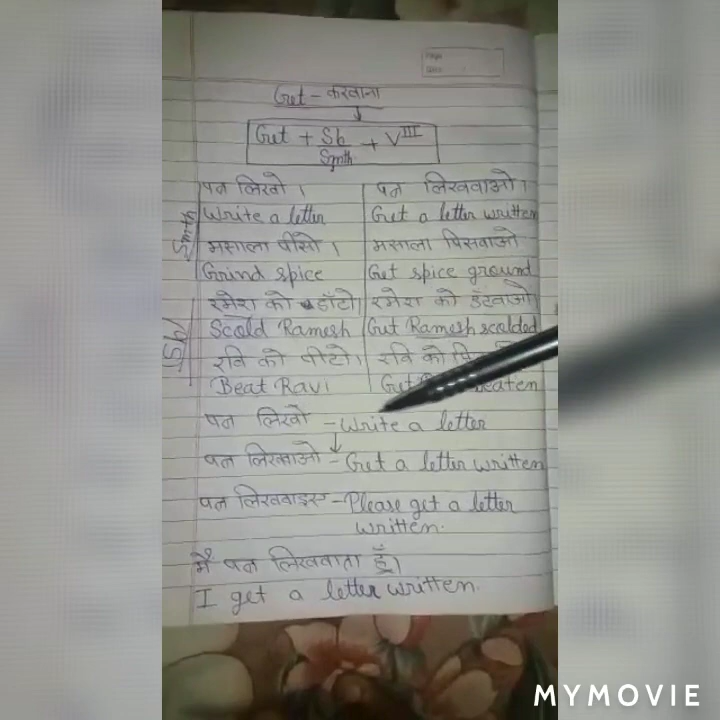 Get - करवाना
↓
Get + Sb/Smth + VIII
पत्र लिखो। पत्र लिखवाओ।
Write a letter Get a letter written
Smth मसाला पीसो। मसाला पिसवाओ
Grind spice Get spice ground
रमेश को डाँटो। रमेश को डँटवाओ।
Sb Scold Ramesh Get Ramesh scolded
रवि को पीटो। रवि को
Beat Ravi Get beaten
पत्र लिखो - Write a letter
पत्र लिखवाओ - Get a letter written
पत्र लिखवाइए - Please get a letter
written.
मैं पत्र लिखवाता हूँ।
I get a letter written.
MYMOVIE